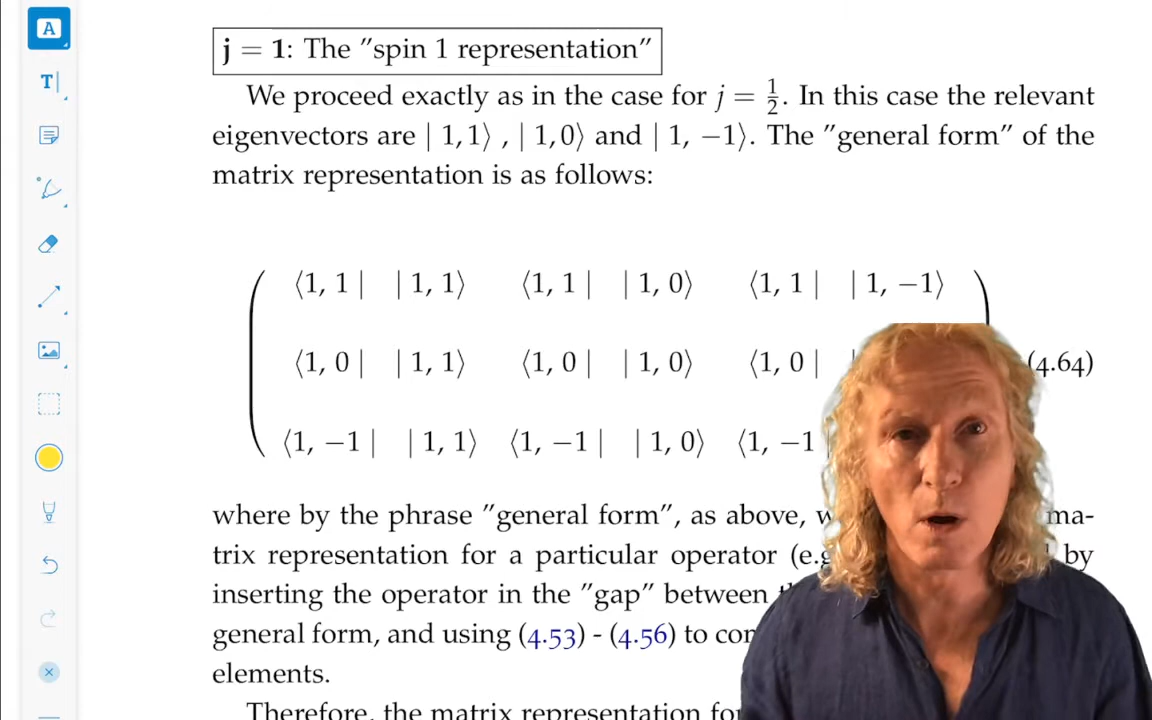 A
T
j = 1: The ”spin 1 representation”
We proceed exactly as in the case for j = 1/2. In this case the relevant
eigenvectors are | 1, 1⟩ , | 1, 0⟩ and | 1, −1⟩. The ”general form” of the
matrix representation is as follows:
⟨1, 1 | | 1, 1⟩ ⟨1, 1 | | 1, 0⟩ ⟨1, 1 | | 1, −1⟩
⟨1, 0 | | 1, 1⟩ ⟨1, 0 | | 1, 0⟩ ⟨1, 0 | (4.64)
⟨1, −1 | | 1, 1⟩ ⟨1, −1 | | 1, 0⟩ ⟨1, −1
where by the phrase ”general form”, as above, ma-
trix representation for a particular operator (e.g by
inserting the operator in the ”gap” between
general form, and using (4.53) - (4.56) to
elements.
Therefore, the matrix representation for